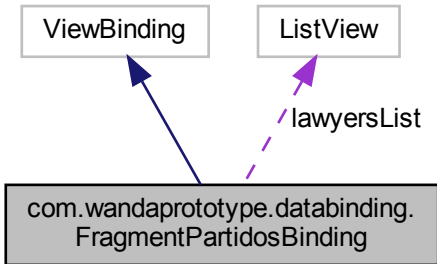 ViewBinding
ListView
lawyersList
com.wandaprototype.databinding.
FragmentPartidosBinding